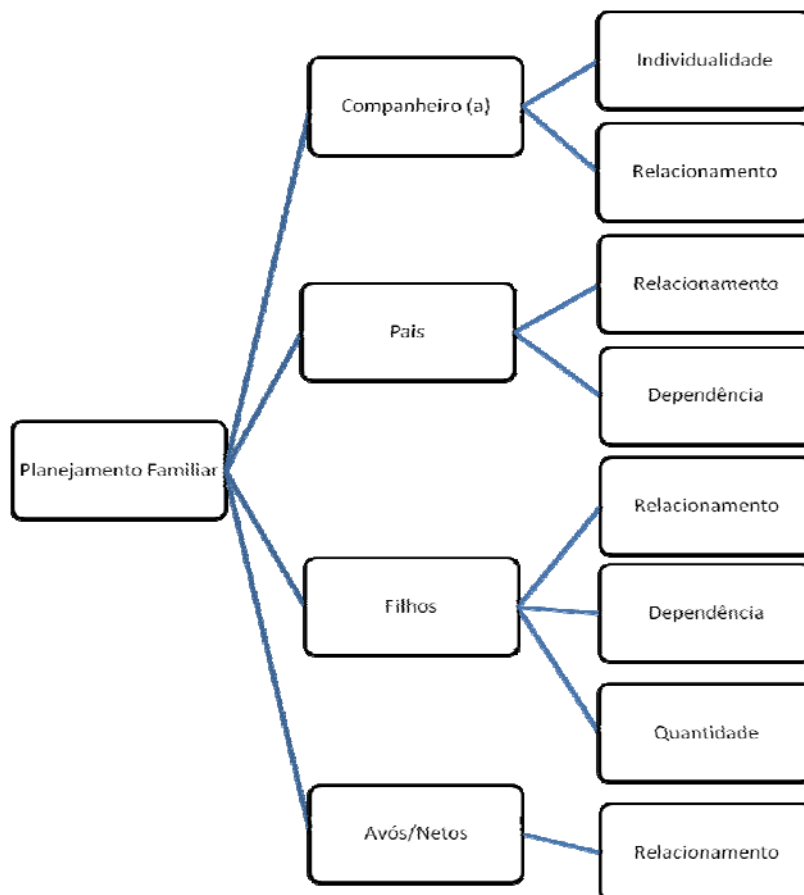 Individualidade
Companheiro (a)
Relacionamento
Relacionamento
Pais
Dependência
Planejamento Familiar
Relacionamento
Filhos
Dependência
Quantidade
Avós/Netos
Relacionamento